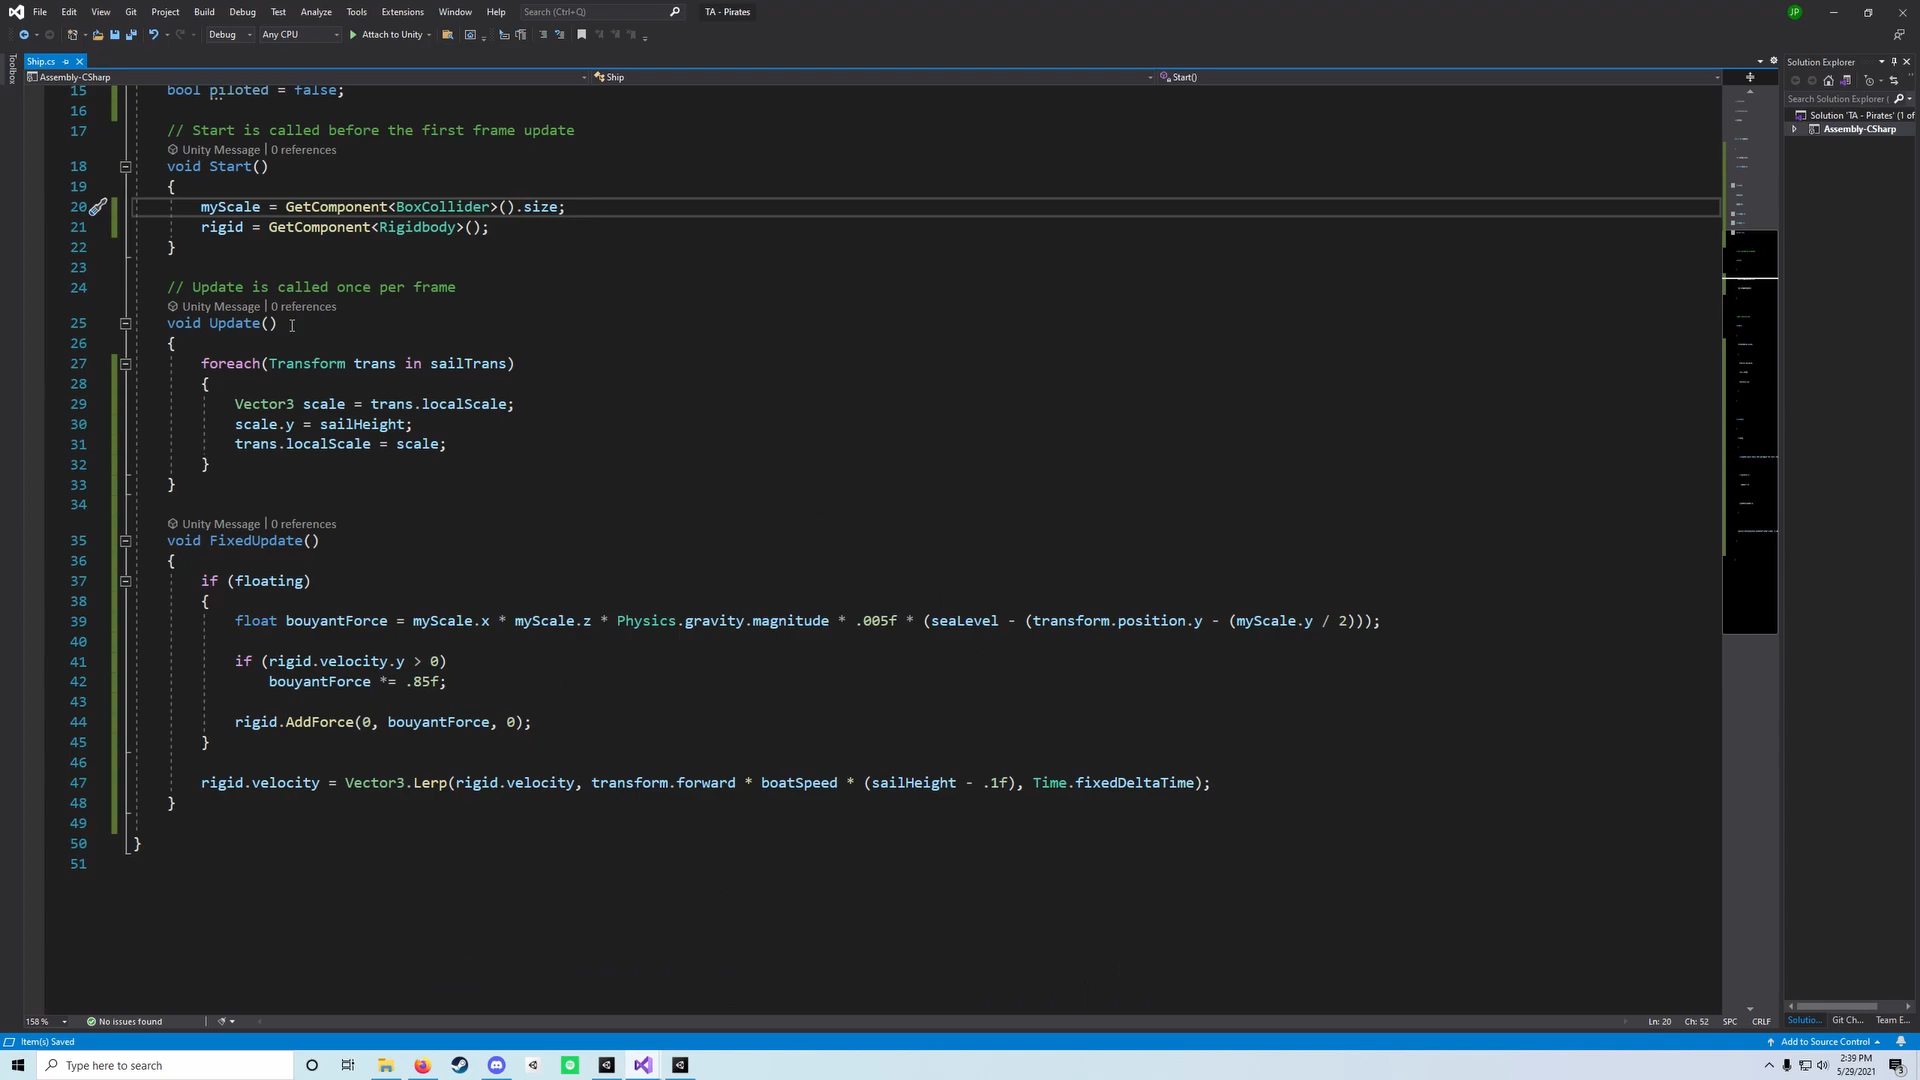 File Edit View Git Project Build Debug Test Analyze Tools Extensions Window Help Search (Ctrl+Q) TA - Pirates JP
Debug Any CPU Attach to Unity
Toolbox
Ship.cs
Assembly-CSharp Ship Start()
15 bool piloted = false;
16
17 // Start is called before the first frame update
Unity Message | 0 references
18 void Start()
19 {
20 myScale = GetComponent<BoxCollider>().size;
21 rigid = GetComponent<Rigidbody>();
22 }
23
24 // Update is called once per frame
Unity Message | 0 references
25 void Update()
26 {
27 foreach(Transform trans in sailTrans)
28 {
29 Vector3 scale = trans.localScale;
30 scale.y = sailHeight;
31 trans.localScale = scale;
32 }
33 }
34
Unity Message | 0 references
35 void FixedUpdate()
36 {
37 if (floating)
38 {
39 float bouyantForce = myScale.x * myScale.z * Physics.gravity.magnitude * .005f * (seaLevel - (transform.position.y - (myScale.y / 2)));
40
41 if (rigid.velocity.y > 0)
42 bouyantForce *= .85f;
43
44 rigid.AddForce(0, bouyantForce, 0);
45 }
46
47 rigid.velocity = Vector3.Lerp(rigid.velocity, transform.forward * boatSpeed * (sailHeight - .1f), Time.fixedDeltaTime);
48 }
49
50 }
51
Solution Explorer
Search Solution Explorer (
Solution 'TA - Pirates' (1 of
Assembly-CSharp
Solutio... Git Ch... Team E...
158 % No issues found Ln: 20 Ch: 52 SPC CRLF
Item(s) Saved Add to Source Control
Type here to search
2:39 PM
5/29/2021
3